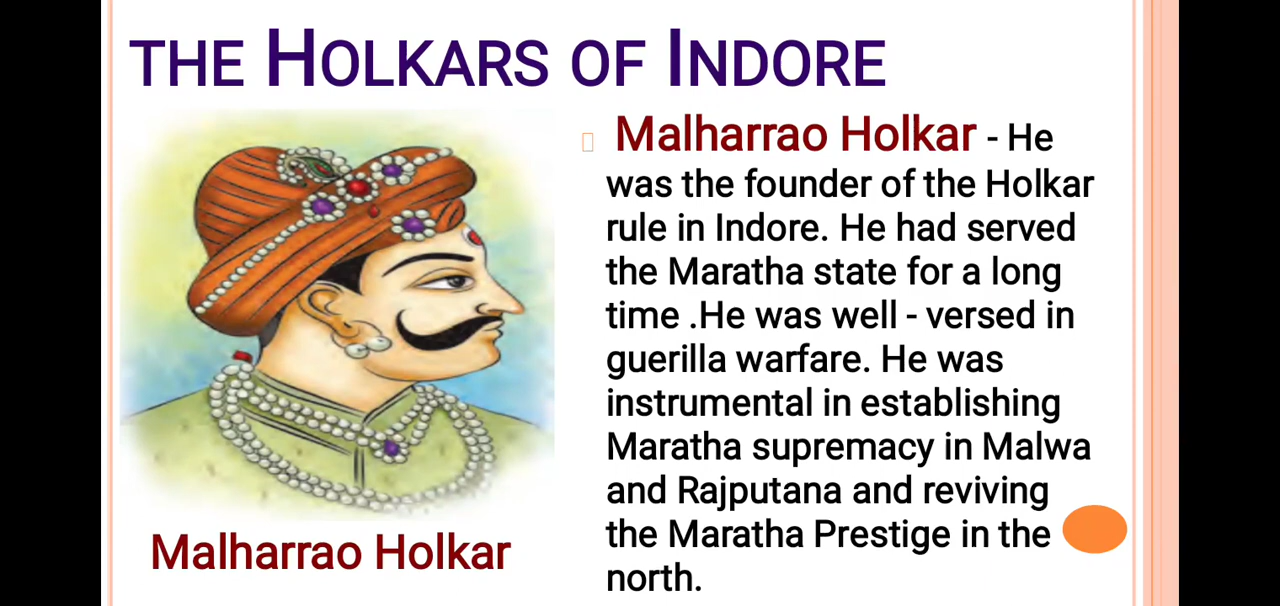 THE HOLKARS OF INDORE
Malharrao Holkar - He
was the founder of the Holkar
rule in Indore. He had served
the Maratha state for a long
time .He was well - versed in
guerilla warfare. He was
instrumental in establishing
Maratha supremacy in Malwa
and Rajputana and reviving
the Maratha Prestige in the
north.
Malharrao Holkar